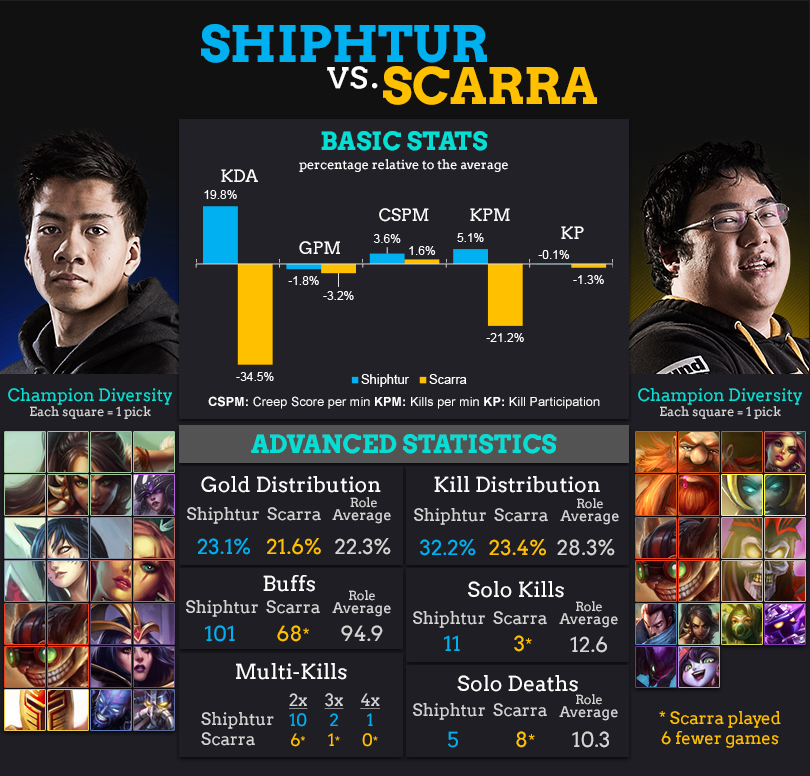 SHIPHTUR
VS. SCARRA
BASIC STATS
percentage relative to the average
KDA
19.8%
-34.5%
GPM
-1.8%
-3.2%
CSPM
3.6%
1.6%
KPM
5.1%
-21.2%
KP
-0.1%
-1.3%
Shiphtur Scarra
CSPM: Creep Score per min KPM: Kills per min KP: Kill Participation
Champion Diversity
Each square = 1 pick
Champion Diversity
Each square = 1 pick
ADVANCED STATISTICS
Gold Distribution
Shiphtur Scarra Role Average
23.1% 21.6% 22.3%
Kill Distribution
Shiphtur Scarra Role Average
32.2% 23.4% 28.3%
Buffs
Shiphtur Scarra Role Average
101 68* 94.9
Solo Kills
Shiphtur Scarra Role Average
11 3* 12.6
Multi-Kills
2x 3x 4x
Shiphtur 10 2 1
Scarra 6* 1* 0*
Solo Deaths
Shiphtur Scarra Role Average
5 8* 10.3
* Scarra played
6 fewer games